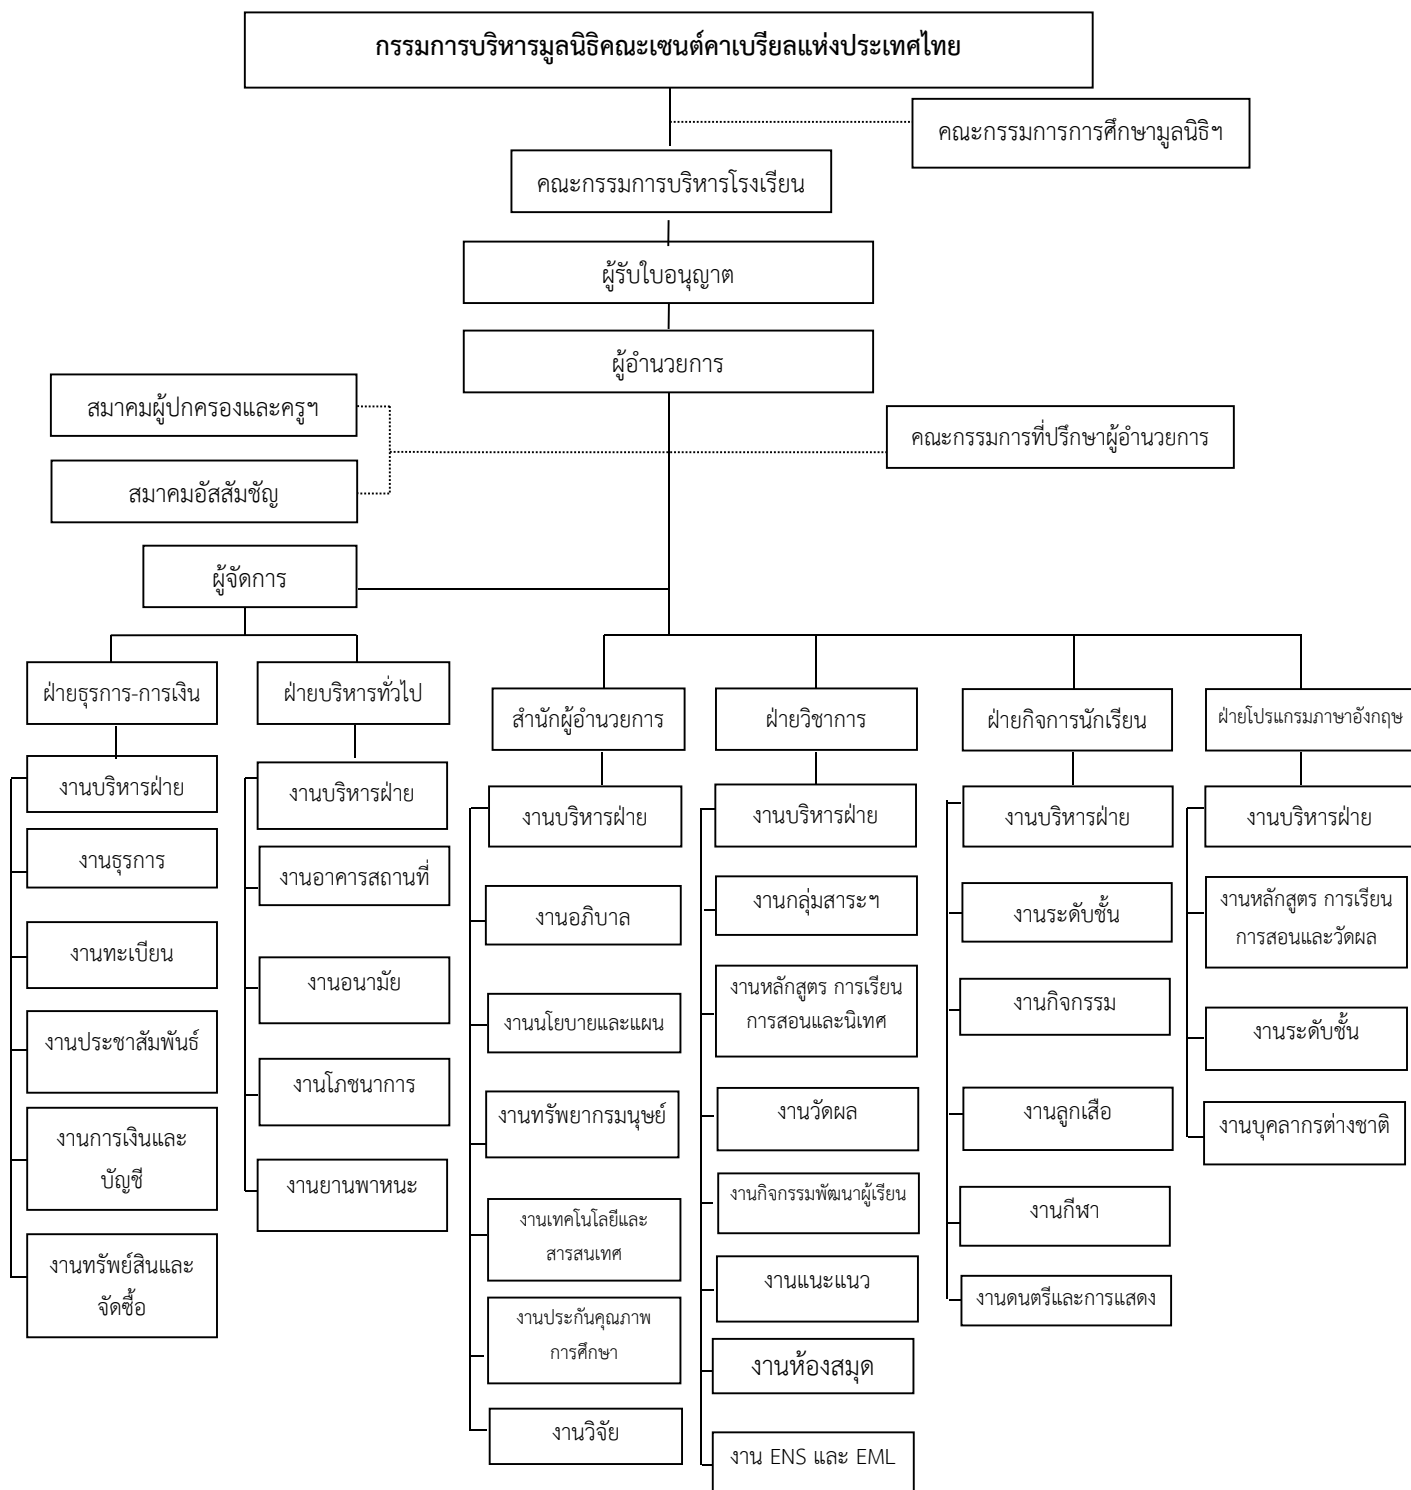 กรรมการบริหารมูลนิธิคณะเซนต์คาเบรียลแห่งประเทศไทย
คณะกรรมการการศึกษามูลนิธิฯ
คณะกรรมการบริหารโรงเรียน
ผู้รับใบอนุญาต
ผู้อำนวยการ
สมาคมผู้ปกครองและครูฯ
คณะกรรมการที่ปรึกษาผู้อำนวยการ
สมาคมอัสสัมชัญ
ผู้จัดการ
ฝ่ายธุรการ-การเงิน
งานบริหารฝ่าย
งานธุรการ
งานทะเบียน
งานประชาสัมพันธ์
งานการเงินและ
บัญชี
งานทรัพย์สินและ
จัดซื้อ
ฝ่ายบริหารทั่วไป
งานบริหารฝ่าย
งานอาคารสถานที่
งานอนามัย
งานโภชนาการ
งานยานพาหนะ
สำนักผู้อำนวยการ
งานบริหารฝ่าย
งานอภิบาล
งานนโยบายและแผน
งานทรัพยากรมนุษย์
งานเทคโนโลยีและ
สารสนเทศ
งานประกันคุณภาพ
การศึกษา
งานวิจัย
ฝ่ายวิชาการ
งานบริหารฝ่าย
งานกลุ่มสาระฯ
งานหลักสูตร การเรียน
การสอนและนิเทศ
งานวัดผล
งานกิจกรรมพัฒนาผู้เรียน
งานแนะแนว
งานห้องสมุด
งาน ENS และ EML
ฝ่ายกิจการนักเรียน
งานบริหารฝ่าย
งานระดับชั้น
งานกิจกรรม
งานลูกเสือ
งานกีฬา
งานดนตรีและการแสดง
ฝ่ายโปรแกรมภาษาอังกฤษ
งานบริหารฝ่าย
งานหลักสูตร การเรียน
การสอนและวัดผล
งานระดับชั้น
งานบุคลากรต่างชาติ